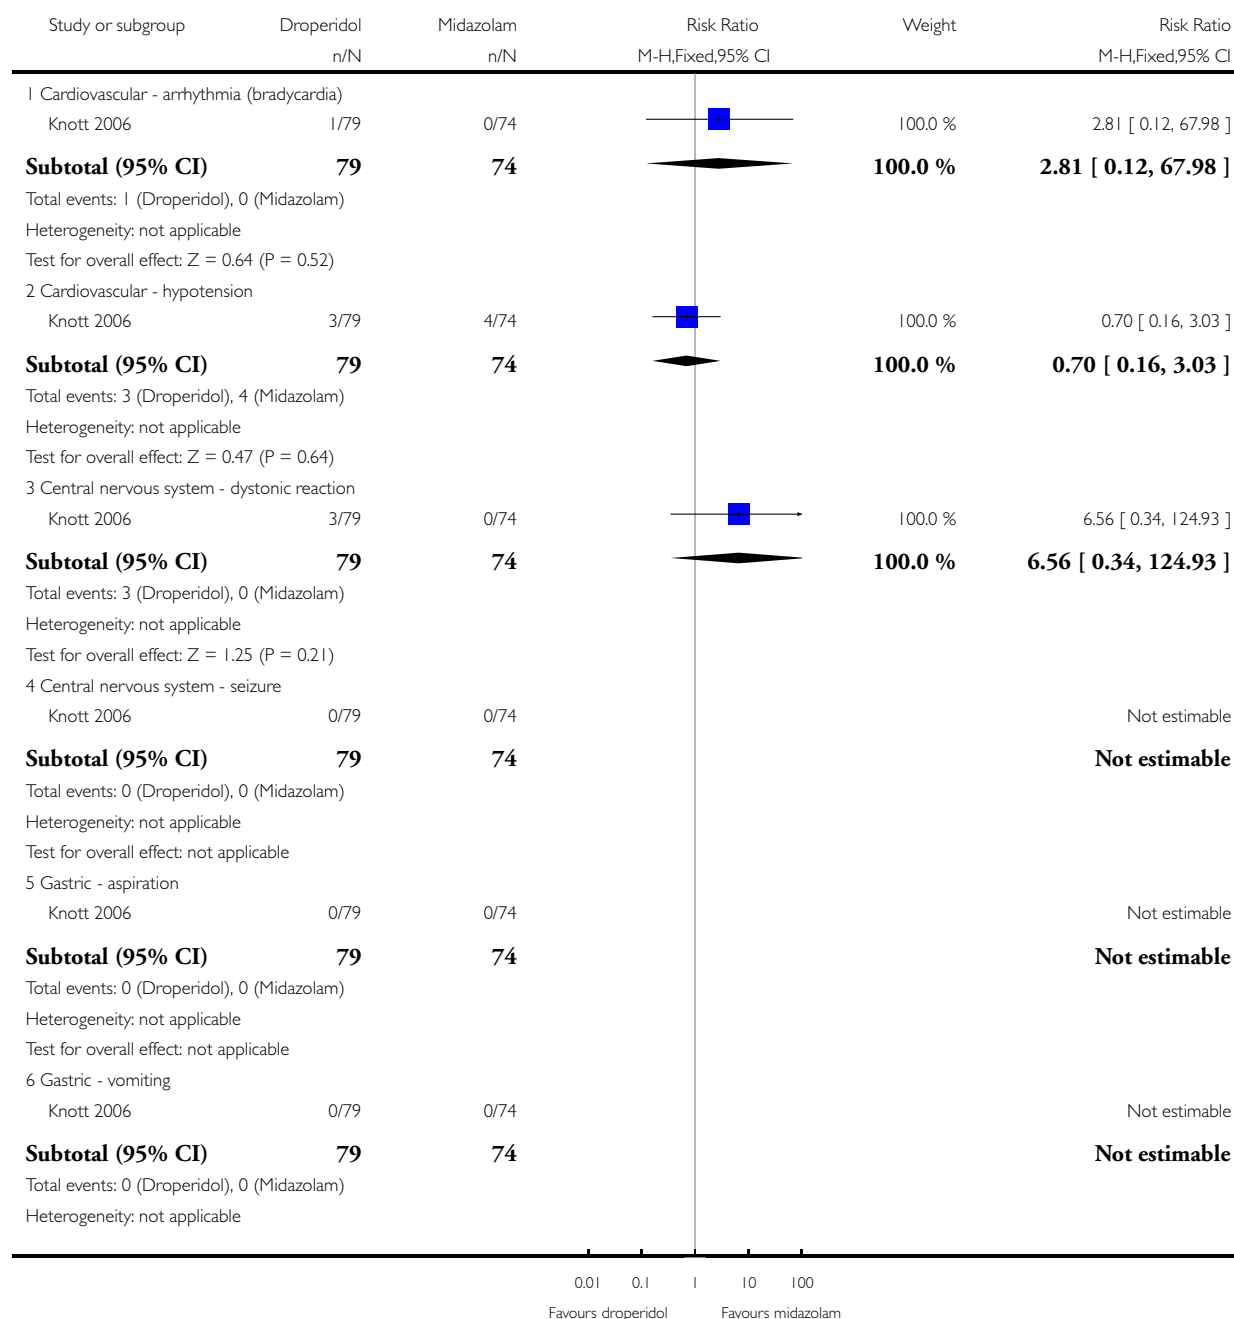 Study or subgroup Droperidol Midazolam Risk Ratio Weight Risk Ratio
n/N n/N M-H,Fixed,95% CI M-H,Fixed,95% CI
1 Cardiovascular - arrhythmia (bradycardia)
Knott 2006 1/79 0/74 100.0 % 2.81 [ 0.12, 67.98 ]
Subtotal (95% CI) 79 74 100.0 % 2.81 [ 0.12, 67.98 ]
Total events: 1 (Droperidol), 0 (Midazolam)
Heterogeneity: not applicable
Test for overall effect: Z = 0.64 (P = 0.52)
2 Cardiovascular - hypotension
Knott 2006 3/79 4/74 100.0 % 0.70 [ 0.16, 3.03 ]
Subtotal (95% CI) 79 74 100.0 % 0.70 [ 0.16, 3.03 ]
Total events: 3 (Droperidol), 4 (Midazolam)
Heterogeneity: not applicable
Test for overall effect: Z = 0.47 (P = 0.64)
3 Central nervous system - dystonic reaction
Knott 2006 3/79 0/74 100.0 % 6.56 [ 0.34, 124.93 ]
Subtotal (95% CI) 79 74 100.0 % 6.56 [ 0.34, 124.93 ]
Total events: 3 (Droperidol), 0 (Midazolam)
Heterogeneity: not applicable
Test for overall effect: Z = 1.25 (P = 0.21)
4 Central nervous system - seizure
Knott 2006 0/79 0/74 Not estimable
Subtotal (95% CI) 79 74 Not estimable
Total events: 0 (Droperidol), 0 (Midazolam)
Heterogeneity: not applicable
Test for overall effect: not applicable
5 Gastric - aspiration
Knott 2006 0/79 0/74 Not estimable
Subtotal (95% CI) 79 74 Not estimable
Total events: 0 (Droperidol), 0 (Midazolam)
Heterogeneity: not applicable
Test for overall effect: not applicable
6 Gastric - vomiting
Knott 2006 0/79 0/74 Not estimable
Subtotal (95% CI) 79 74 Not estimable
Total events: 0 (Droperidol), 0 (Midazolam)
Heterogeneity: not applicable
0.01 0.1 1 10 100
Favours droperidol Favours midazolam